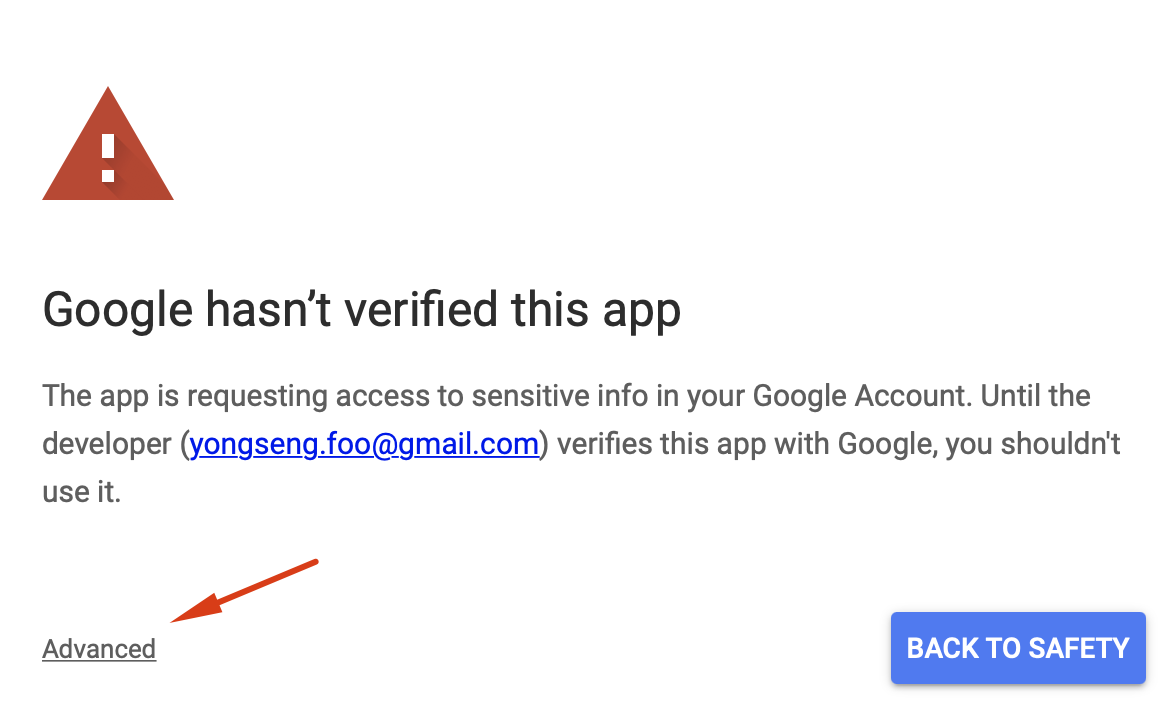 Google hasn’t verified this app
The app is requesting access to sensitive info in your Google Account. Until the
developer (yongseng.foo@gmail.com) verifies this app with Google, you shouldn't
use it.
Advanced
BACK TO SAFETY